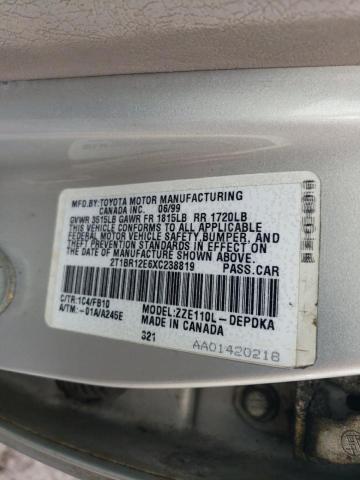 MFD.BY:TOYOTA MOTOR MANUFACTURING
CANADA INC. 06/99
GVWR 3515LB GAWR FR 1815LB RR 1720LB
THIS VEHICLE CONFORMS TO ALL APPLICABLE
FEDERAL MOTOR VEHICLE SAFETY,BUMPER, AND
THEFT PREVENTION STANDARDS IN EFFECT ON
THE DATE OF MANUFACTURE SHOWN ABOVE.
2T1BR12E6XC238819 PASS.CAR
C/TR:1C4/FB10 MODEL:ZZE110L-DEPDKA
A/TM:-01A/A245E MADE IN CANADA
321
AA01420218